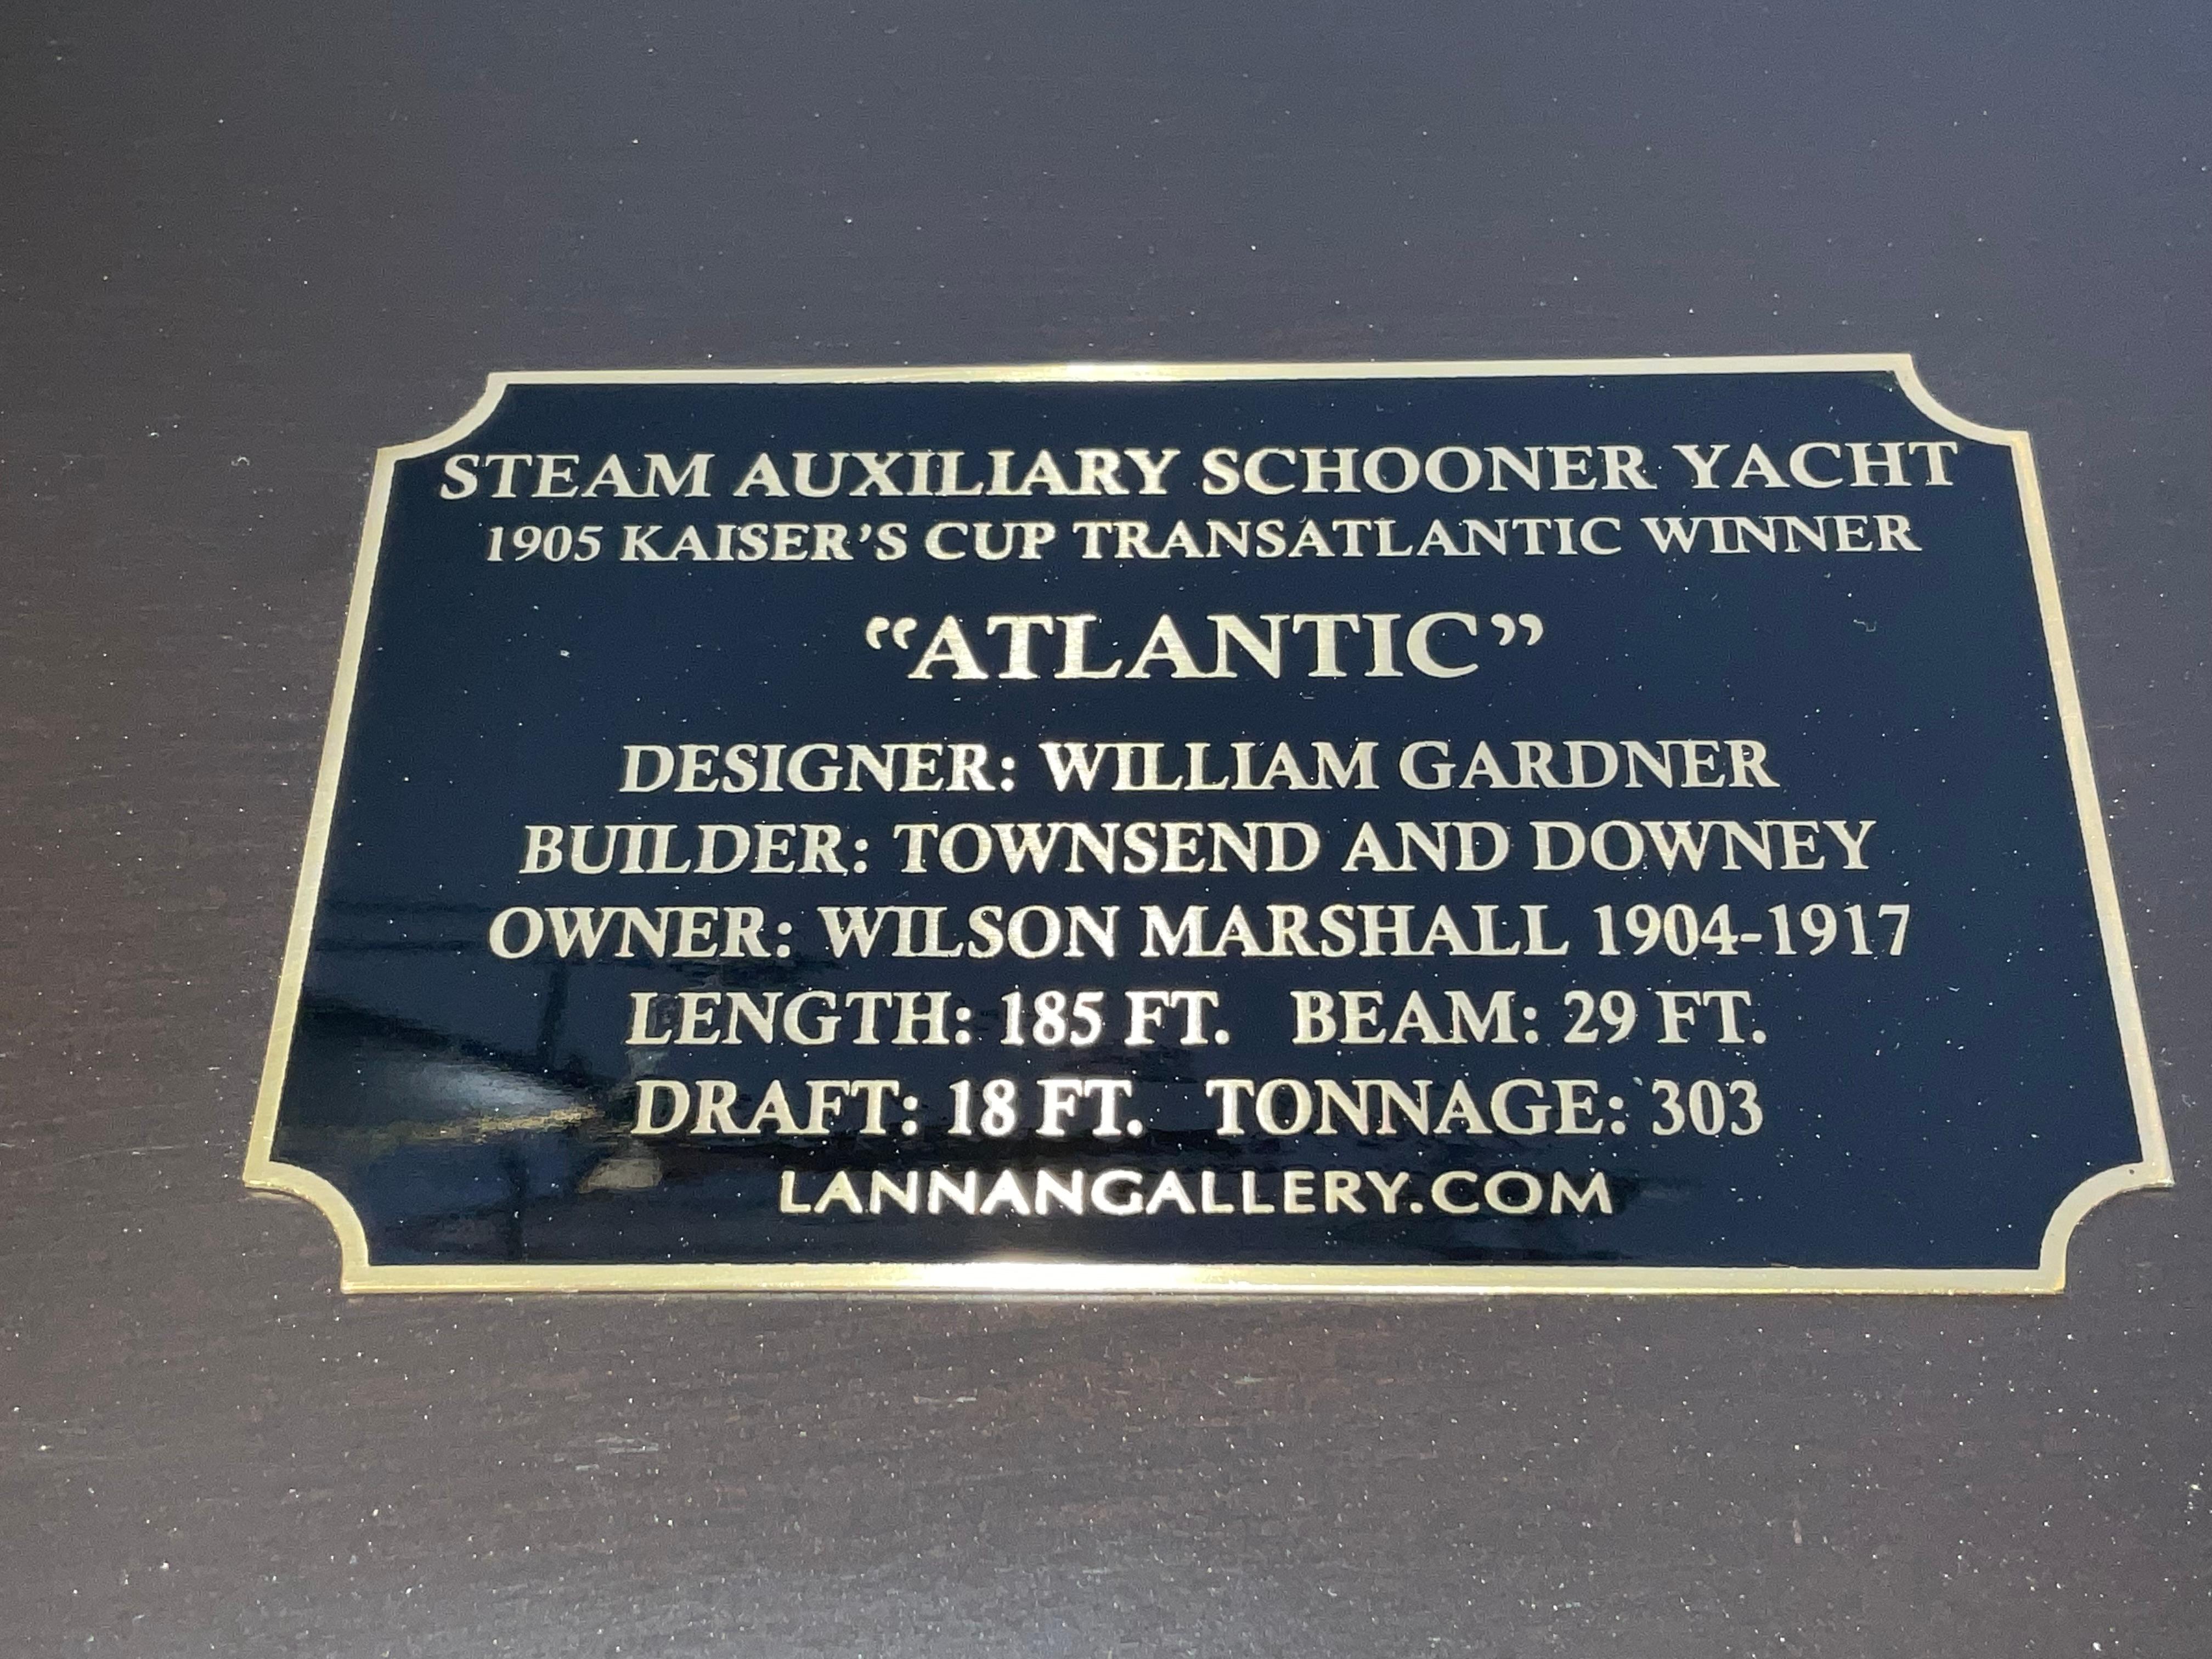 STEAM AUXILIARY SCHOONER YACHT
1905 KAISER'S CUP TRANSATLANTIC WINNER
“ATLANTIC”
DESIGNER: WILLIAM GARDNER
BUILDER: TOWNSEND AND DOWNEY
OWNER: WILSON MARSHALL 1904-1917
LENGTH: 185 FT. BEAM: 29 FT.
DRAFT: 18 FT. TONNAGE: 303
LANNANGALLERY.COM